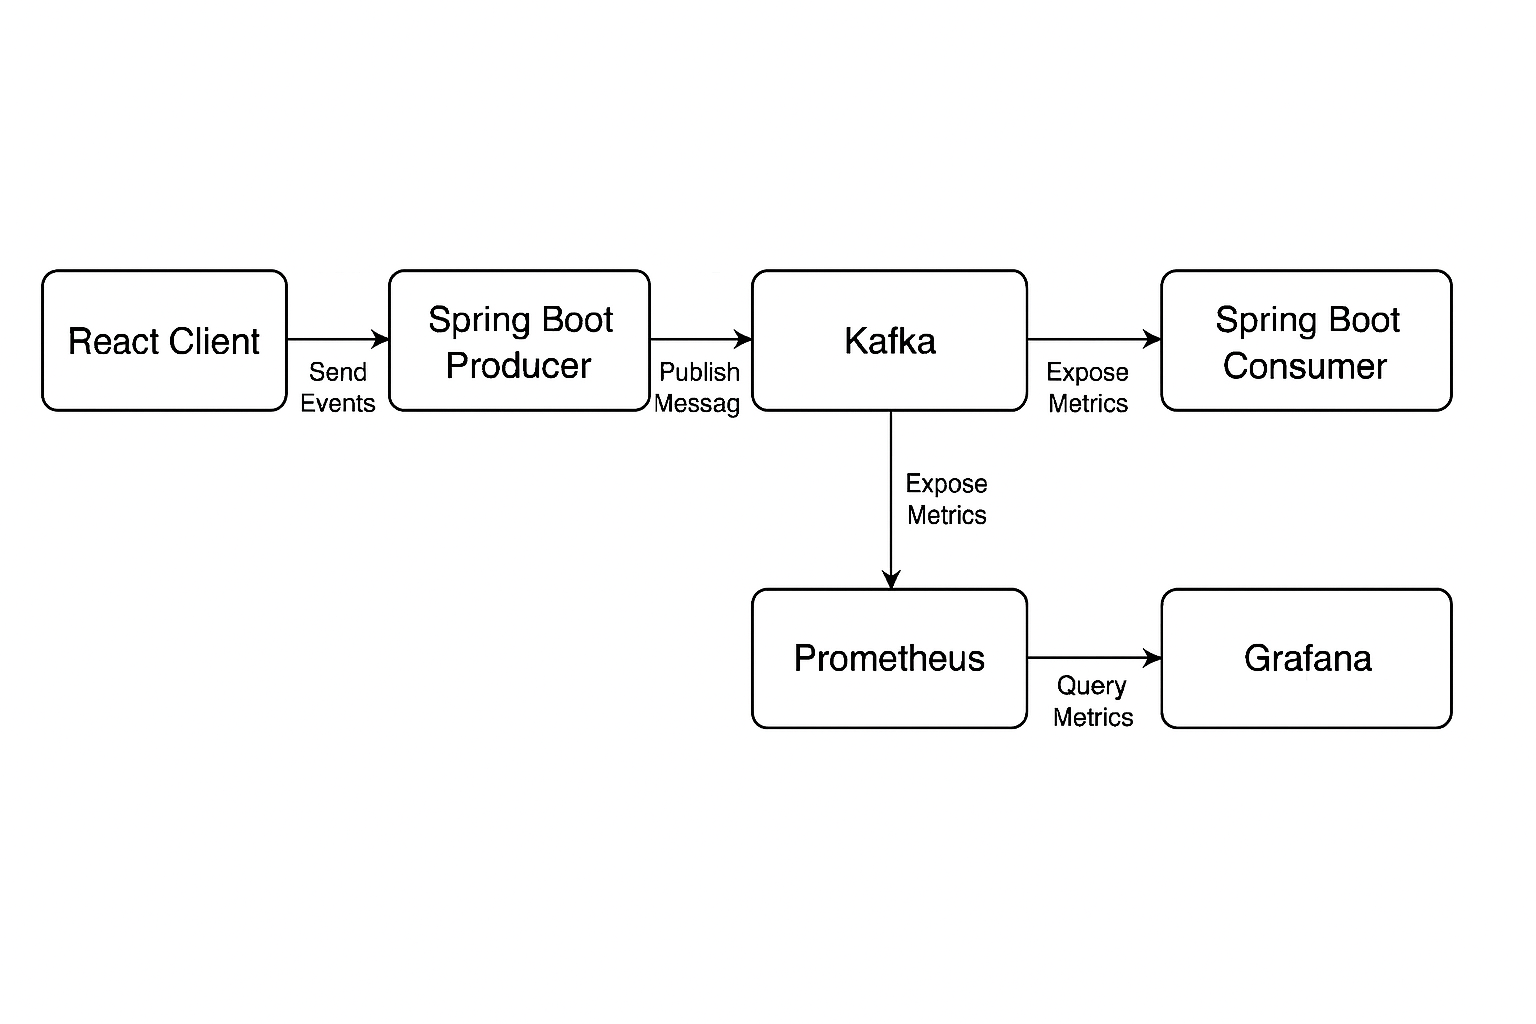 React Client
Send
Events
Spring Boot
Producer
Publish
Messag
Kafka
Expose
Metrics
Spring Boot
Consumer
Expose
Metrics
Prometheus
Query
Metrics
Grafana